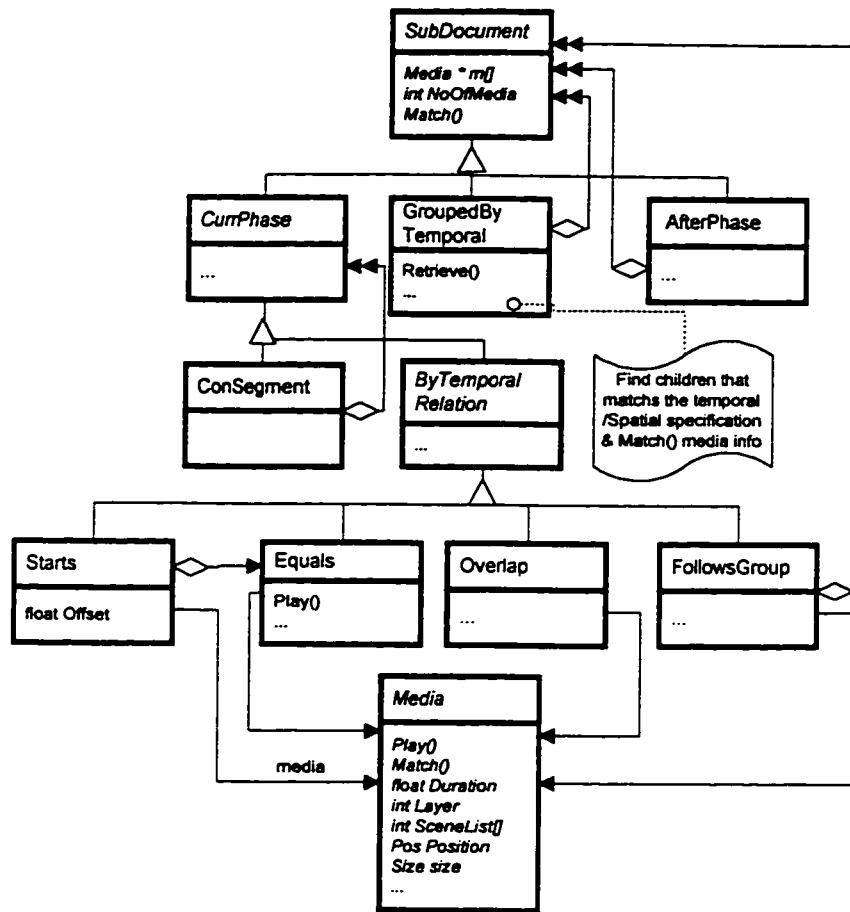 SubDocument
Media * m[]
int NoOfMedia
Match()
CurrPhase
...
GroupedBy
Temporal
Retrieve()
...
AfterPhase
...
ConSegment
ByTemporal
Relation
...
Find children that
matchs the temporal
/Spatial specification
& Match() media info
Starts
float Offset
Equals
Play()
...
Overlap
...
FollowsGroup
...
media
Media
Play()
Match()
float Duration
int Layer
int SceneList[]
Pos Position
Size size
...